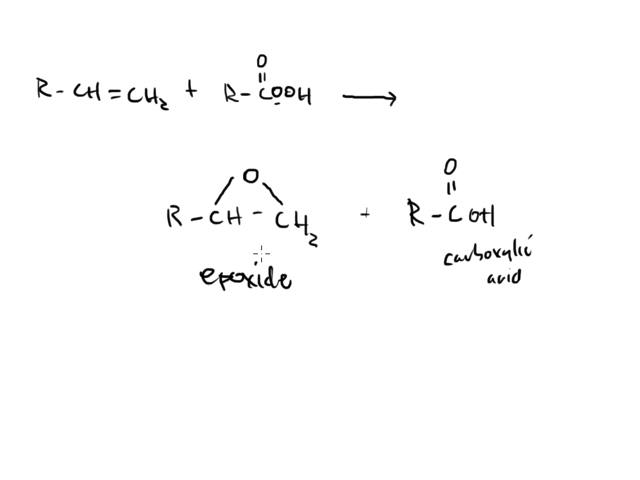 O
||
R-CH=CH₂ + R-COOH →
O
R-CH-CH₂
O
||
+ R-COH
epoxide
carboxylic
acid